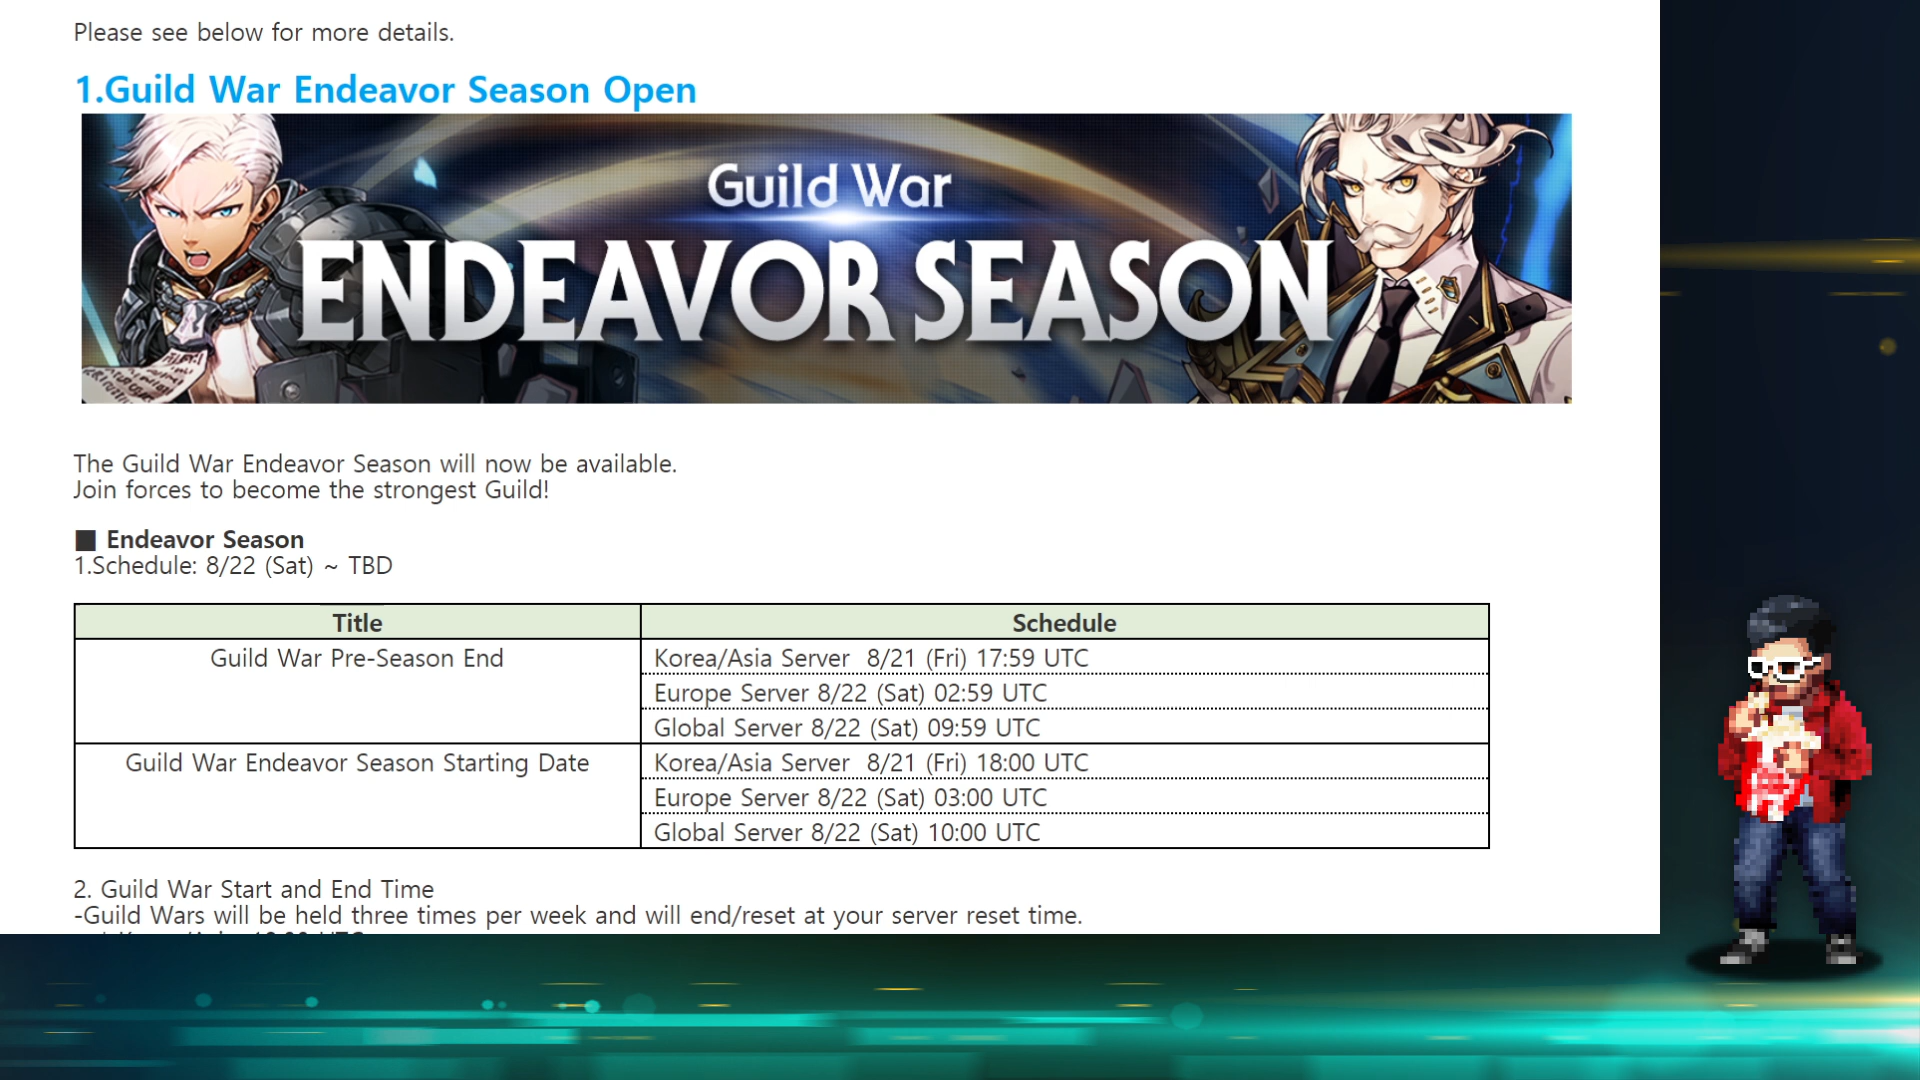 Please see below for more details.
1.Guild War Endeavor Season Open
Guild War
ENDEAVOR SEASON
The Guild War Endeavor Season will now be available.
Join forces to become the strongest Guild!
■ Endeavor Season
1.Schedule: 8/22 (Sat) ~ TBD
Title
Schedule
Guild War Pre-Season End
Korea/Asia Server 8/21 (Fri) 17:59 UTC
Europe Server 8/22 (Sat) 02:59 UTC
Global Server 8/22 (Sat) 09:59 UTC
Guild War Endeavor Season Starting Date
Korea/Asia Server 8/21 (Fri) 18:00 UTC
Europe Server 8/22 (Sat) 03:00 UTC
Global Server 8/22 (Sat) 10:00 UTC
2. Guild War Start and End Time
-Guild Wars will be held three times per week and will end/reset at your server reset time.